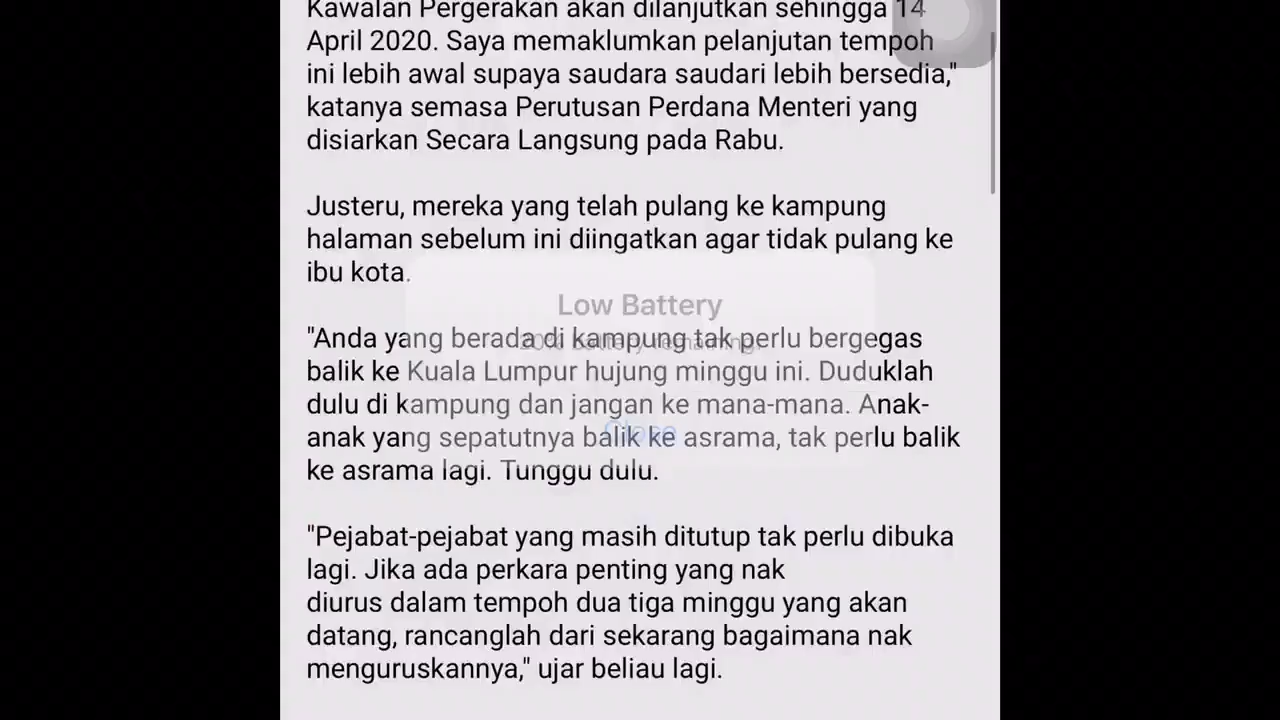 Kawalan Pergerakan akan dilanjutkan sehingga 14
April 2020. Saya memaklumkan pelanjutan tempoh
ini lebih awal supaya saudara saudari lebih bersedia,"
katanya semasa Perutusan Perdana Menteri yang
disiarkan Secara Langsung pada Rabu.
Justeru, mereka yang telah pulang ke kampung
halaman sebelum ini diingatkan agar tidak pulang ke
ibu kota.
Low Battery
20% battery remaining.
Close
"Anda yang berada di kampung tak perlu bergegas
balik ke Kuala Lumpur hujung minggu ini. Duduklah
dulu di kampung dan jangan ke mana-mana. Anak-
anak yang sepatutnya balik ke asrama, tak perlu balik
ke asrama lagi. Tunggu dulu.
"Pejabat-pejabat yang masih ditutup tak perlu dibuka
lagi. Jika ada perkara penting yang nak
diurus dalam tempoh dua tiga minggu yang akan
datang, rancanglah dari sekarang bagaimana nak
menguruskannya," ujar beliau lagi.